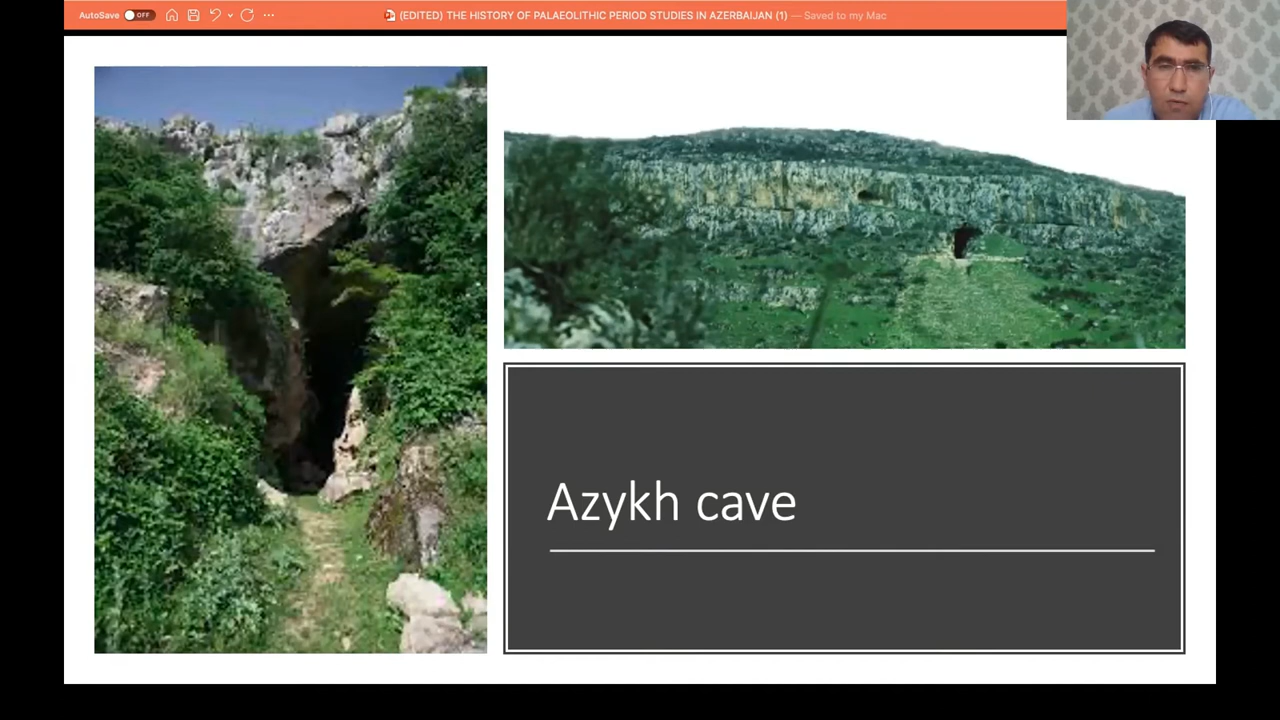 AutoSave OFF (EDITED) THE HISTORY OF PALAEOLITHIC PERIOD STUDIES IN AZERBAIJAN (1) — Saved to my Mac
Azykh cave